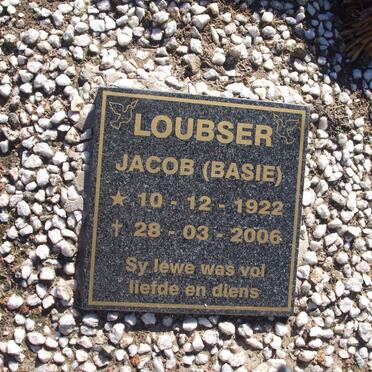 LOUBSER
JACOB (BASIE)
★ 10 - 12 - 1922
✝ 28 - 03 - 2006
Sy lewe was vol
liefde en diens